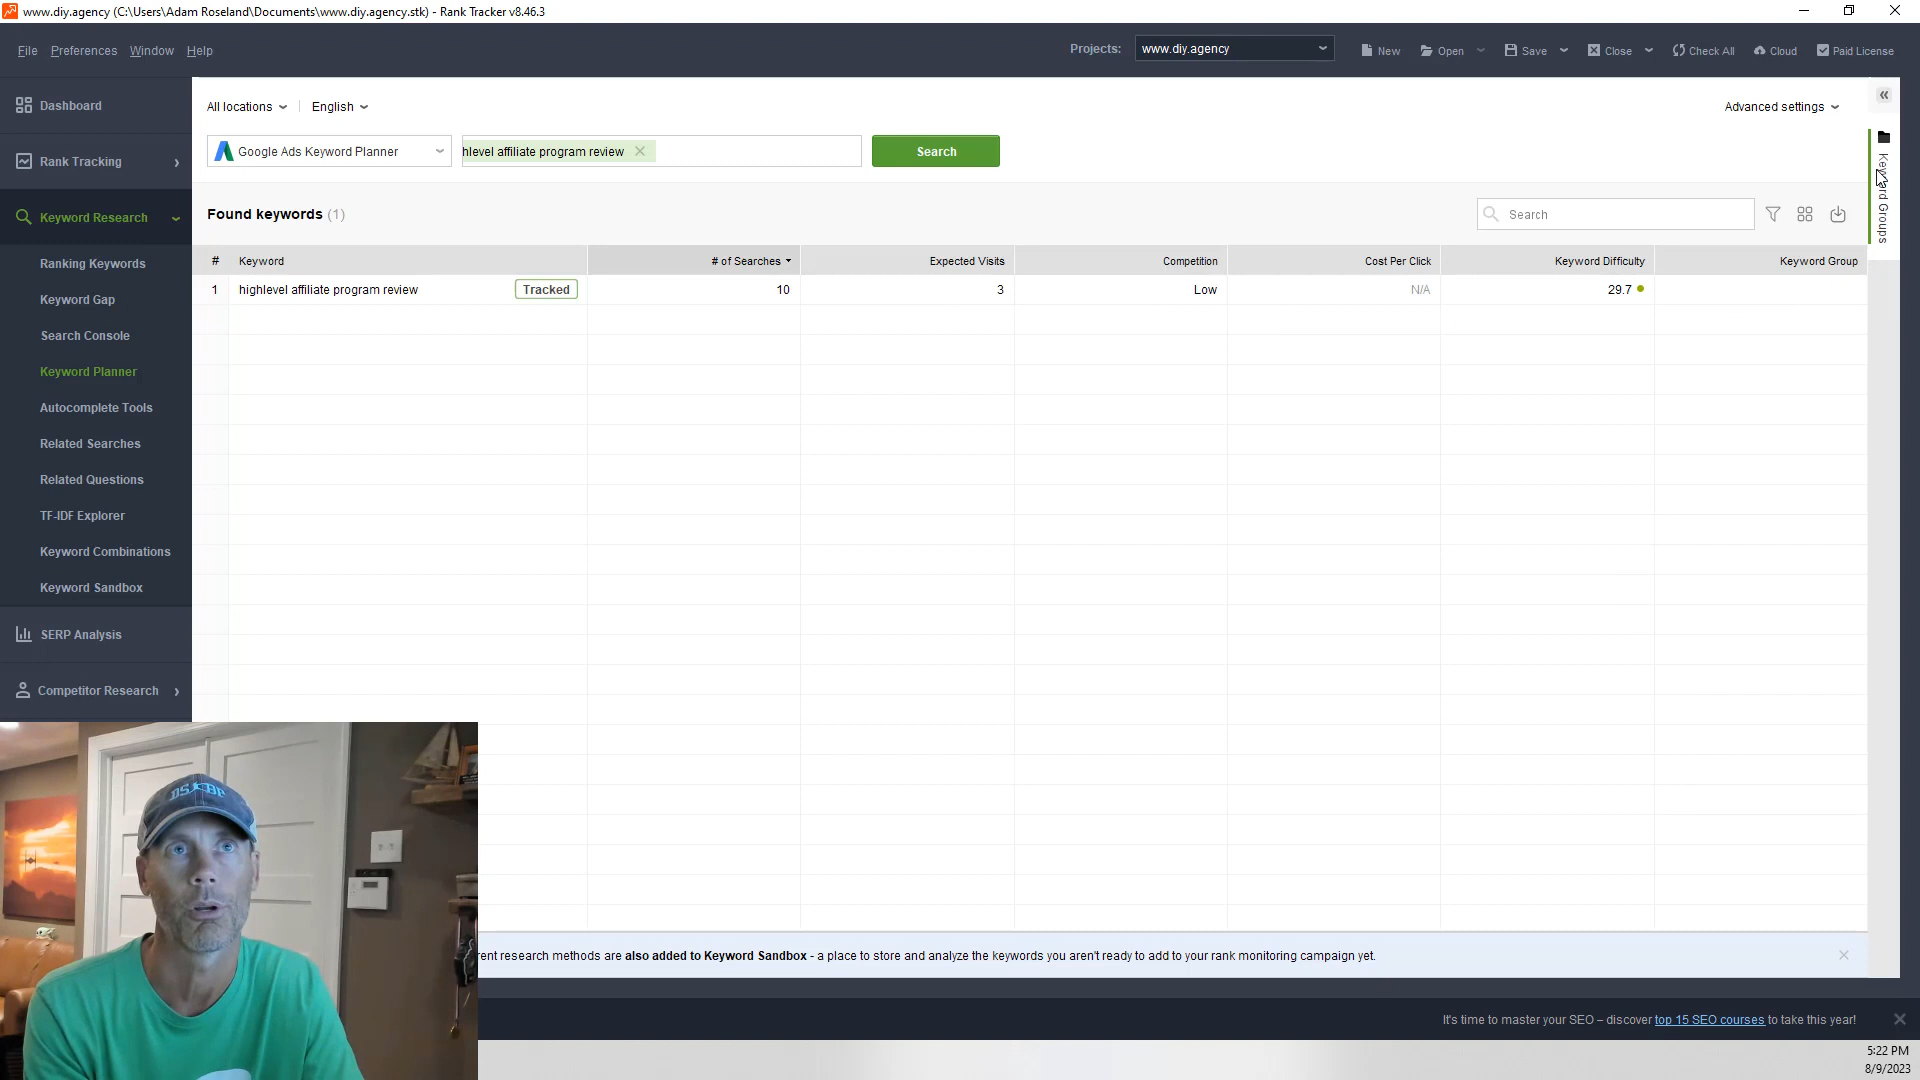 www.diy.agency (C:\Users\Adam Roseland\Documents\www.diy.agency.stk) - Rank Tracker v8.46.3
File Preferences Window Help
Projects: www.diy.agency New Open Save Close Check All Cloud Paid License
Dashboard
Rank Tracking
Keyword Research
Ranking Keywords
Keyword Gap
Search Console
Keyword Planner
Autocomplete Tools
Related Searches
Related Questions
TF-IDF Explorer
Keyword Combinations
Keyword Sandbox
SERP Analysis
Competitor Research
All locations English Advanced settings
Google Ads Keyword Planner hlevel affiliate program review Search
Found keywords (1) Search
# Keyword # of Searches Expected Visits Competition Cost Per Click Keyword Difficulty Keyword Group
1 highlevel affiliate program review Tracked 10 3 Low N/A 29.7
Keyword Groups
rent research methods are also added to Keyword Sandbox - a place to store and analyze the keywords you aren't ready to add to your rank monitoring campaign yet.
It's time to master your SEO – discover top 15 SEO courses to take this year!
5:22 PM
8/9/2023